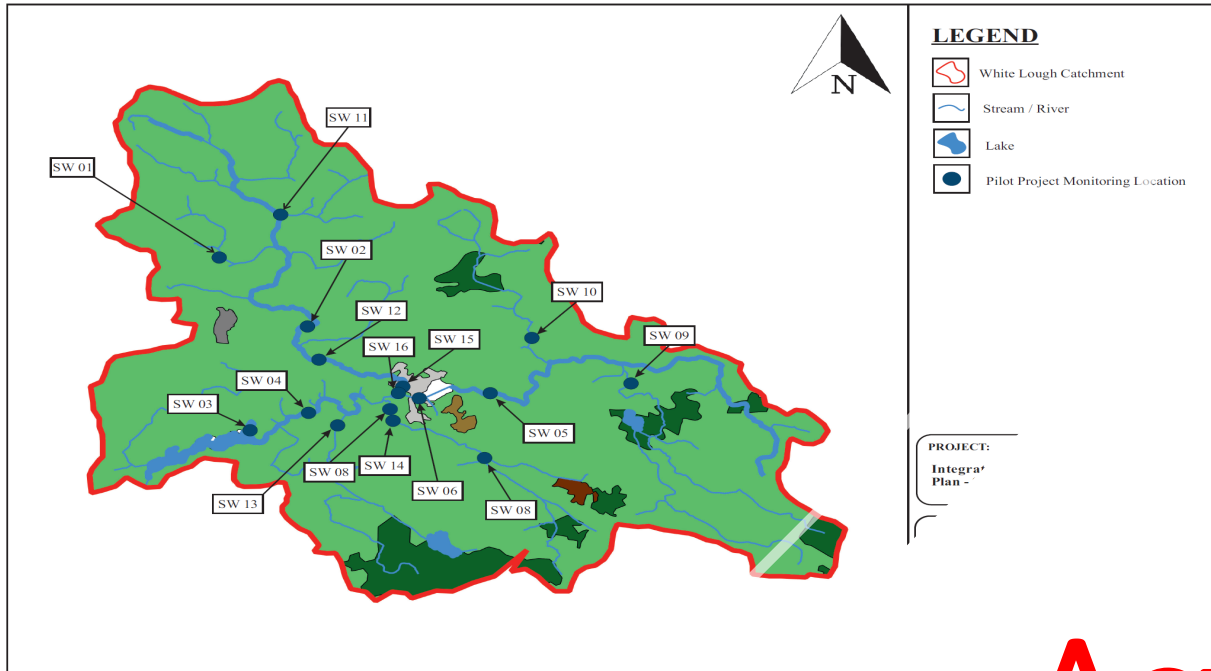 SW 11
SW 01
SW 02
SW 12
SW 10
SW 15
SW 16
SW 09
SW 04
SW 03
SW 05
SW 08
SW 14
SW 06
SW 13
SW 08
N
LEGEND
White Lough Catchment
Stream / River
Lake
Pilot Project Monitoring Location
PROJECT:
Plan -